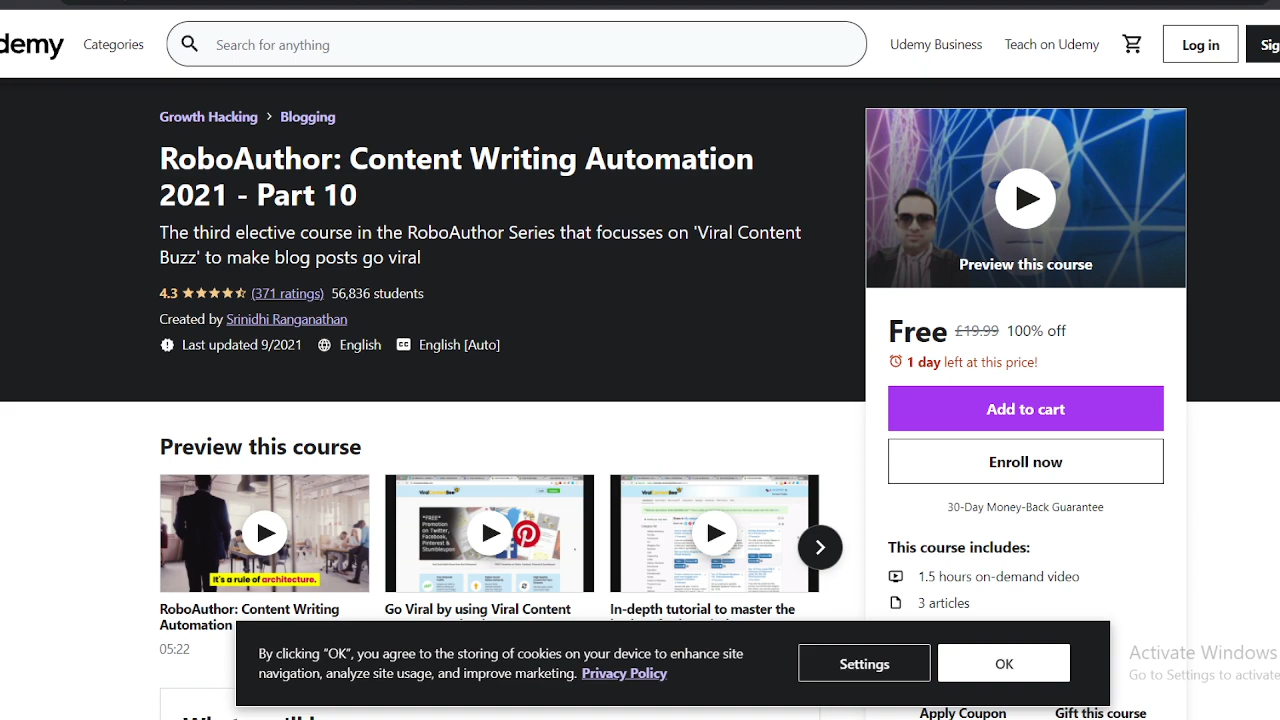 demy
Categories
Search for anything
Udemy Business
Teach on Udemy
Log in
Sig
Growth Hacking
Blogging
RoboAuthor: Content Writing Automation
2021 - Part 10
The third elective course in the RoboAuthor Series that focusses on 'Viral Content
Buzz' to make blog posts go viral
4.3 (371 ratings) 56,836 students
Created by Srinidhi Ranganathan
Last updated 9/2021 English English [Auto]
Preview this course
Free £19.99 100% off
1 day left at this price!
Add to cart
Enroll now
30-Day Money-Back Guarantee
This course includes:
1.5 hours on-demand video
3 articles
Apply Coupon
Gift this course
Preview this course
It's a rule of architecture.
RoboAuthor: Content Writing
Automation
05:22
*FREE*
Promotion
on Twitter,
Facebook,
Pinterest &
StumbleUpon
Go Viral by using Viral Content
In-depth tutorial to master the
By clicking “OK”, you agree to the storing of cookies on your device to enhance site
navigation, analyze site usage, and improve marketing. Privacy Policy
Settings
OK
Activate Windows
Go to Settings to activate